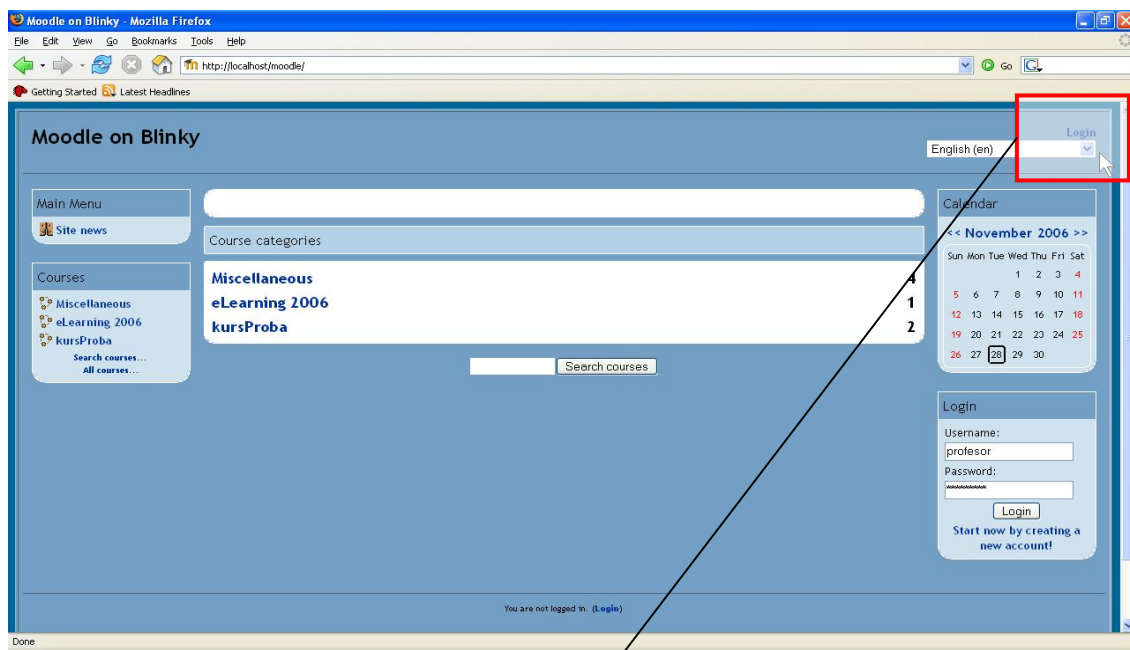 Moodle on Blinky - Mozilla Firefox
File Edit View Go Bookmarks Tools Help
http://localhost/moodle/
Go
Getting Started Latest Headlines
Moodle on Blinky
Login
English (en)
Main Menu
Site news
Courses
Miscellaneous
eLearning 2006
kursProba
Search courses...
All courses...
Course categories
Miscellaneous 4
eLearning 2006 1
kursProba 2
Search courses
Calendar
<< November 2006 >>
Sun Mon Tue Wed Thu Fri Sat
1 2 3 4
5 6 7 8 9 10 11
12 13 14 15 16 17 18
19 20 21 22 23 24 25
26 27 28 29 30
Login
Username:
profesor
Password:
*********
Login
Start now by creating a
new account!
You are not logged in. (Login)
Done